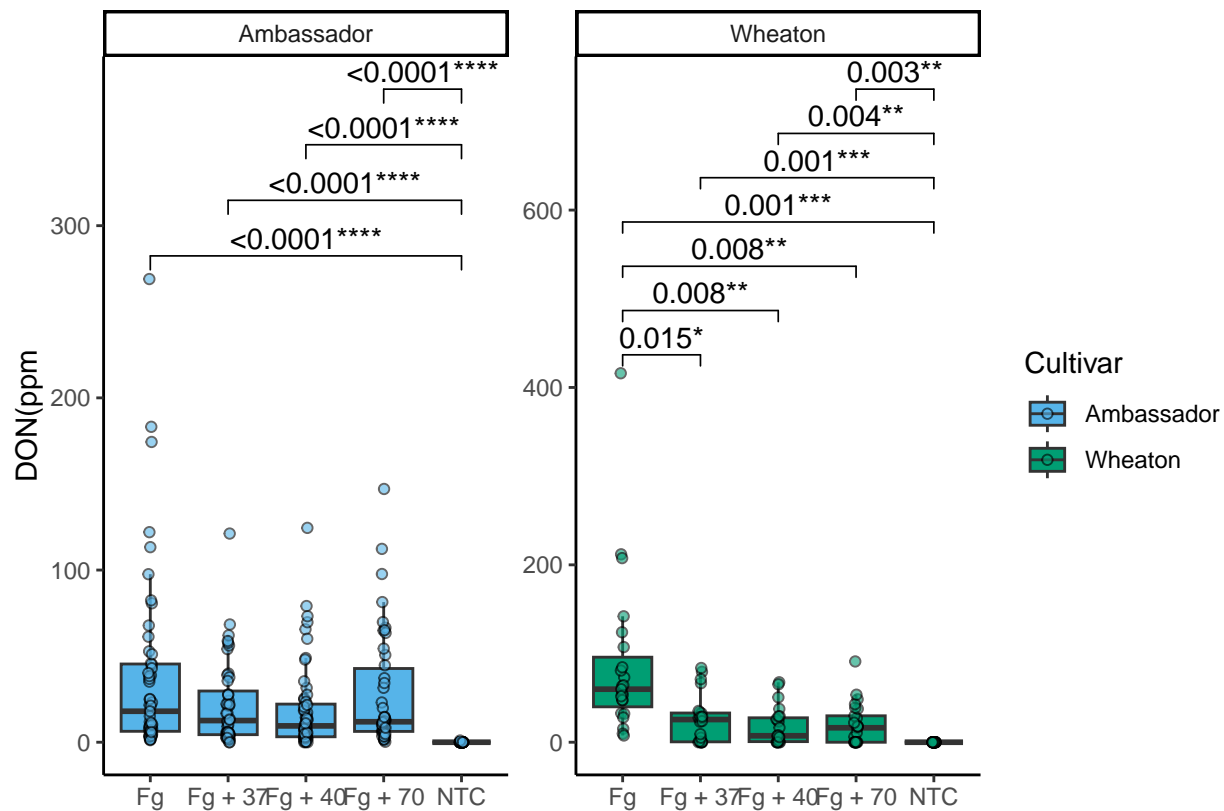 Ambassador
Wheaton
<0.0001****
<0.0001****
<0.0001****
<0.0001****
0.003**
0.004**
0.001***
0.001***
0.008**
0.008**
0.015*
DON(ppm
300
200
100
0
600
400
200
0
Fg
Fg + 37
Fg + 40
Fg + 70
NTC
Fg
Fg + 37
Fg + 40
Fg + 70
NTC
Cultivar
Ambassador
Wheaton